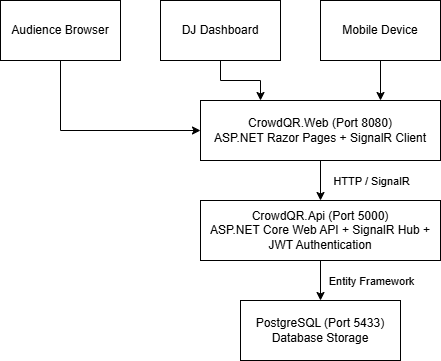 Audience Browser
DJ Dashboard
Mobile Device
CrowdQR.Web (Port 8080)
ASP.NET Razor Pages + SignalR Client
HTTP / SignalR
CrowdQR.Api (Port 5000)
ASP.NET Core Web API + SignalR Hub +
JWT Authentication
Entity Framework
PostgreSQL (Port 5433)
Database Storage